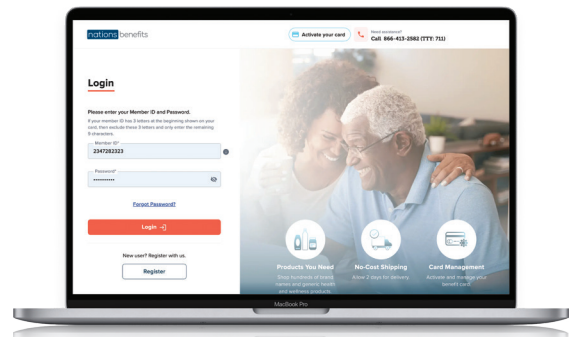 nations benefits
Activate your card
Need assistance?
Call 866-413-2582 (TTY: 711)
Login
Please enter your Member ID and Password.
If your member ID has 3 letters at the beginning shown on your
card, then exclude these 3 letters and only enter the remaining
9 characters.
Member ID*
2347282323
Password*
••••••••••
Forgot Password?
Login
New user? Register with us.
Register
Products You Need
Shop hundreds of brand
names and generic health
and wellness products.
No-Cost Shipping
Allow 2 days for delivery.
Card Management
Activate and manage your
benefit card.
MacBook Pro